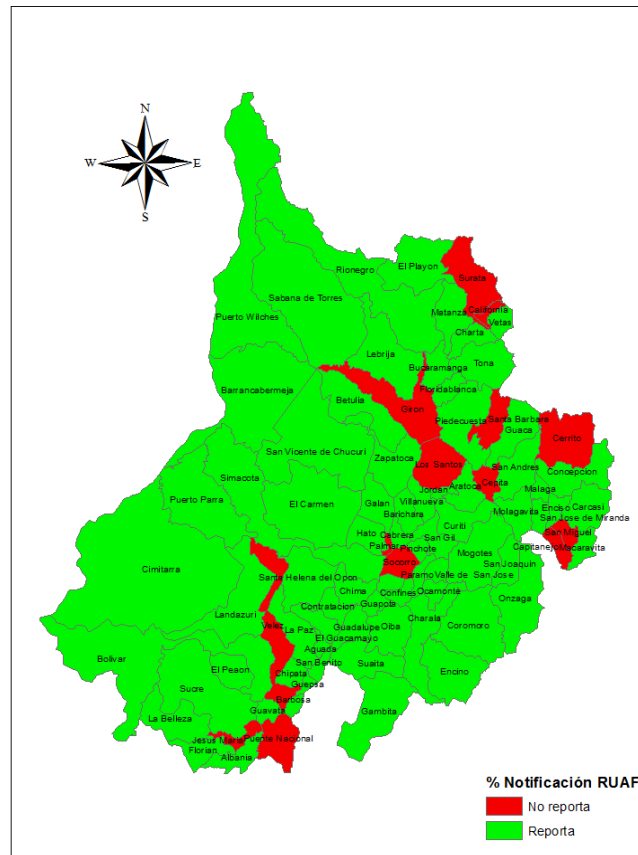 N
W E
S
El Playon
Rionegro
Surata
Sabana de Torres
California
Matanza
Puerto Wilches
Vetas
Charta
Lebrija
Tona
Bucaramanga
Barrancabermeja
Floridablanca
Betulia
Giron
Piedecuesta
Santa Barbara
Guaca
Cerrito
San Vicente de Chucuri
Zapatoca
Los Santos
San Andres
Concepcion
Simacota
Cepita
Jordan
Aratoca
Malaga
Puerto Parra
El Carmen
Galan
Villanueva
Barichara
Molagavita
Enciso
Carcasi
San Jose de Miranda
Curiti
Hato
Cabrera
San Gil
San Miguel
Palmar
Pinchote
Capitanejo
Macaravita
Mogotes
Socorro
San Joaquin
Cimitarra
Santa Helena del Opon
Paramo
Valle de San Jose
Chima
Confines
Ocamonte
Onzaga
Contratacion
Guapota
Landazuri
Charala
Velez
La Paz
Guadalupe
Oiba
Coromoro
El Guacamayo
Aguada
Bolivar
San Benito
Suaita
El Peaon
Chipata
Encino
Guepsa
Sucre
Barbosa
Guavata
Gambita
La Belleza
Jesus Maria
Puente Nacional
Florian
Albania
% Notificación RUAF
No reporta
Reporta